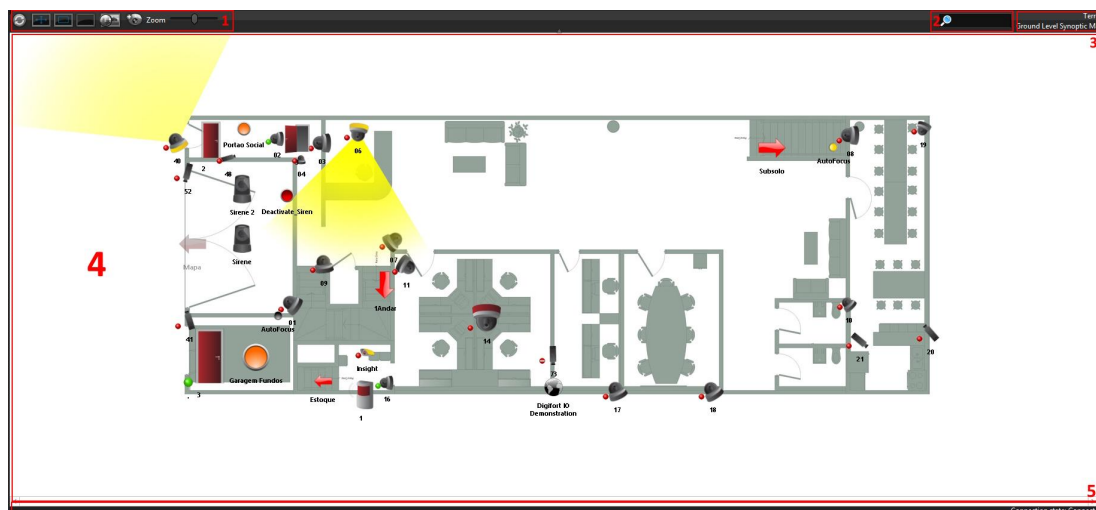 Zoom
1
2
Terr
Ground Level Synoptic M
3
40
Portao Social
02
03
06
08
AutoFocus
19
2
48
04
52
Sirene 2
Deactivate_Siren
Subsolo
4
Mapa
Sirene
07
09
11
1Andar
01
AutoFocus
10
41
14
21
20
Insight
73
Garagem Fundos
3
Estoque
16
1
Digifort IO
Demonstration
17
18
5